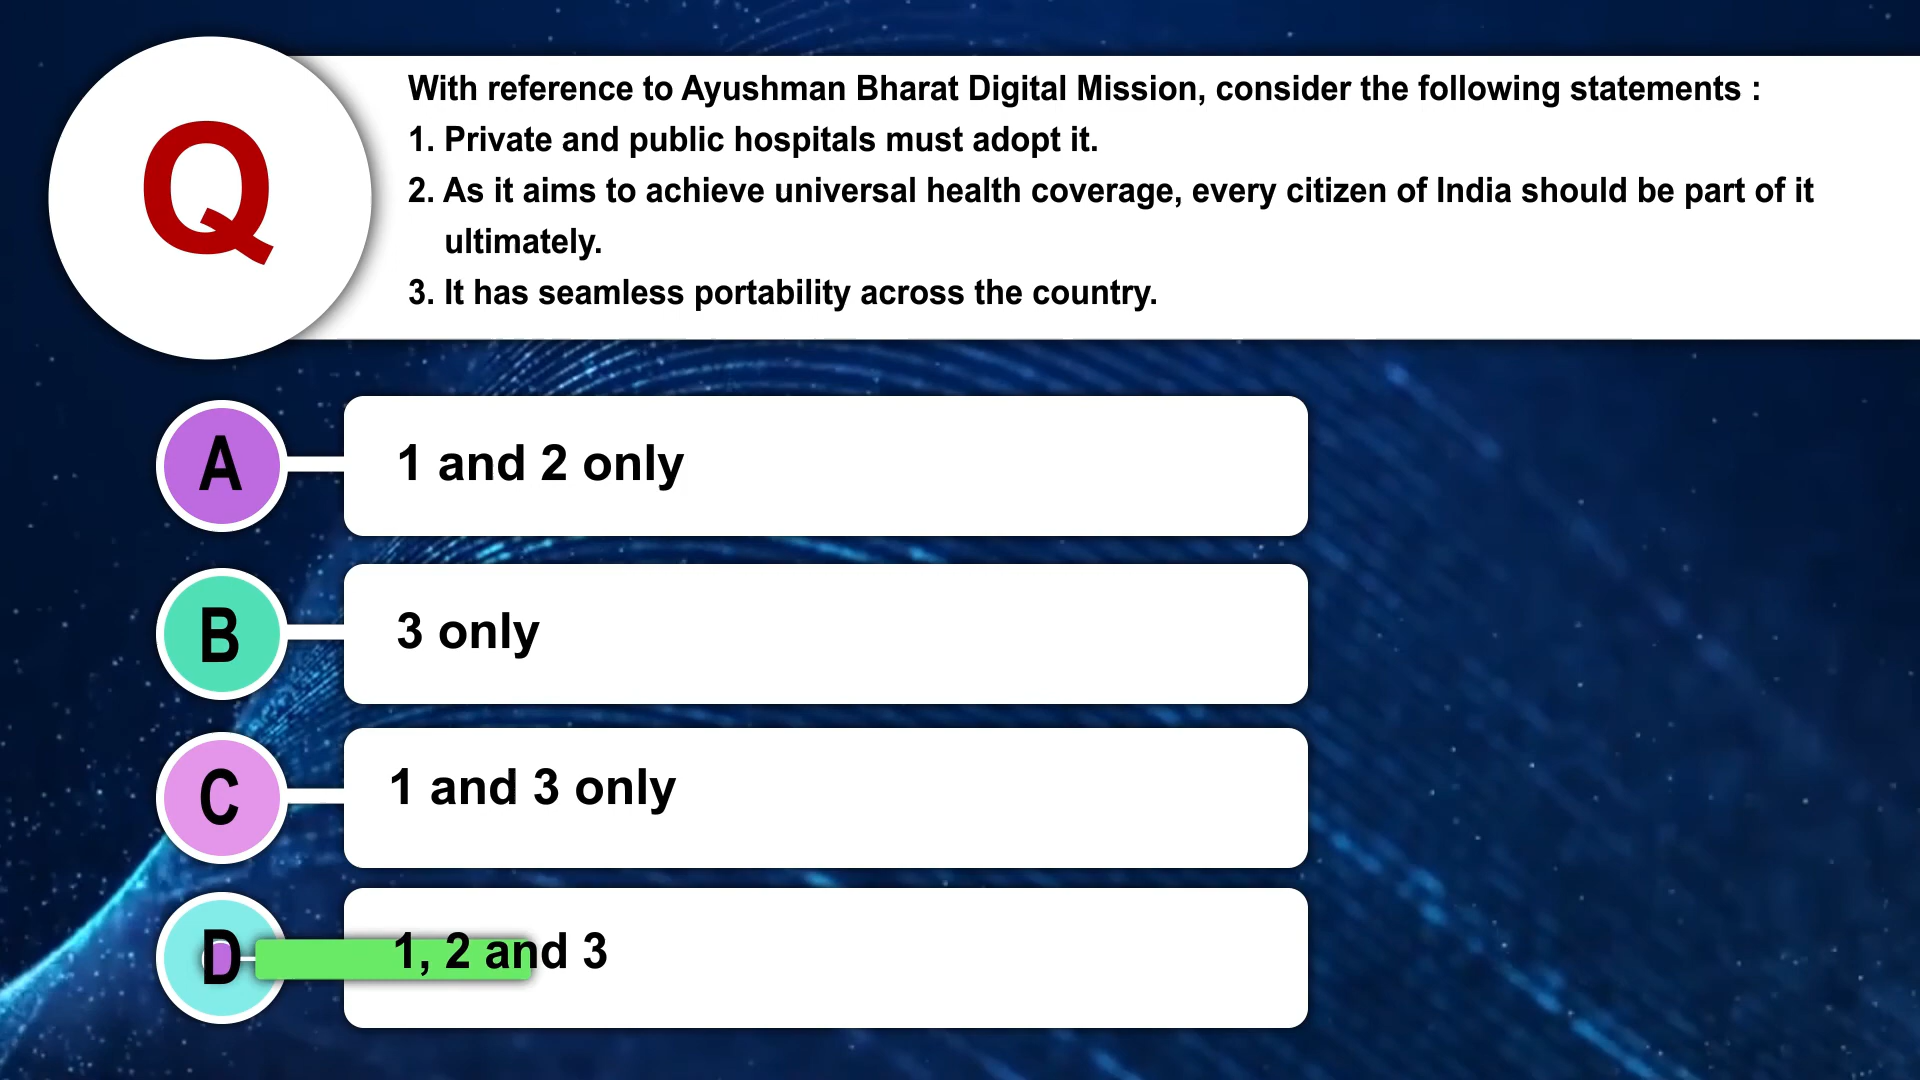 Q
With reference to Ayushman Bharat Digital Mission, consider the following statements :
1. Private and public hospitals must adopt it.
2. As it aims to achieve universal health coverage, every citizen of India should be part of it
ultimately.
3. It has seamless portability across the country.
A
1 and 2 only
B
3 only
C
1 and 3 only
D
1, 2 and 3